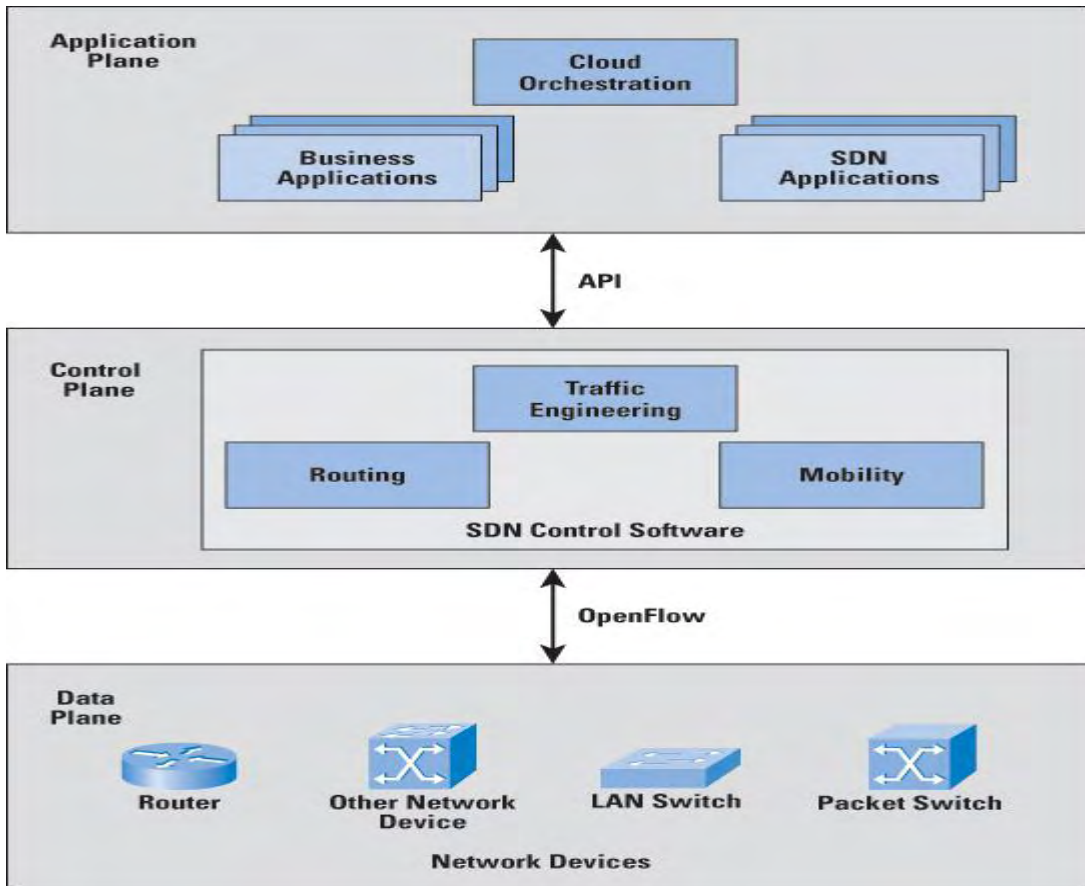 Application
Plane
Cloud
Orchestration
Business
Applications
SDN
Applications
API
Control
Plane
Traffic
Engineering
Routing
Mobility
SDN Control Software
OpenFlow
Data
Plane
Router
Other Network
Device
LAN Switch
Packet Switch
Network Devices